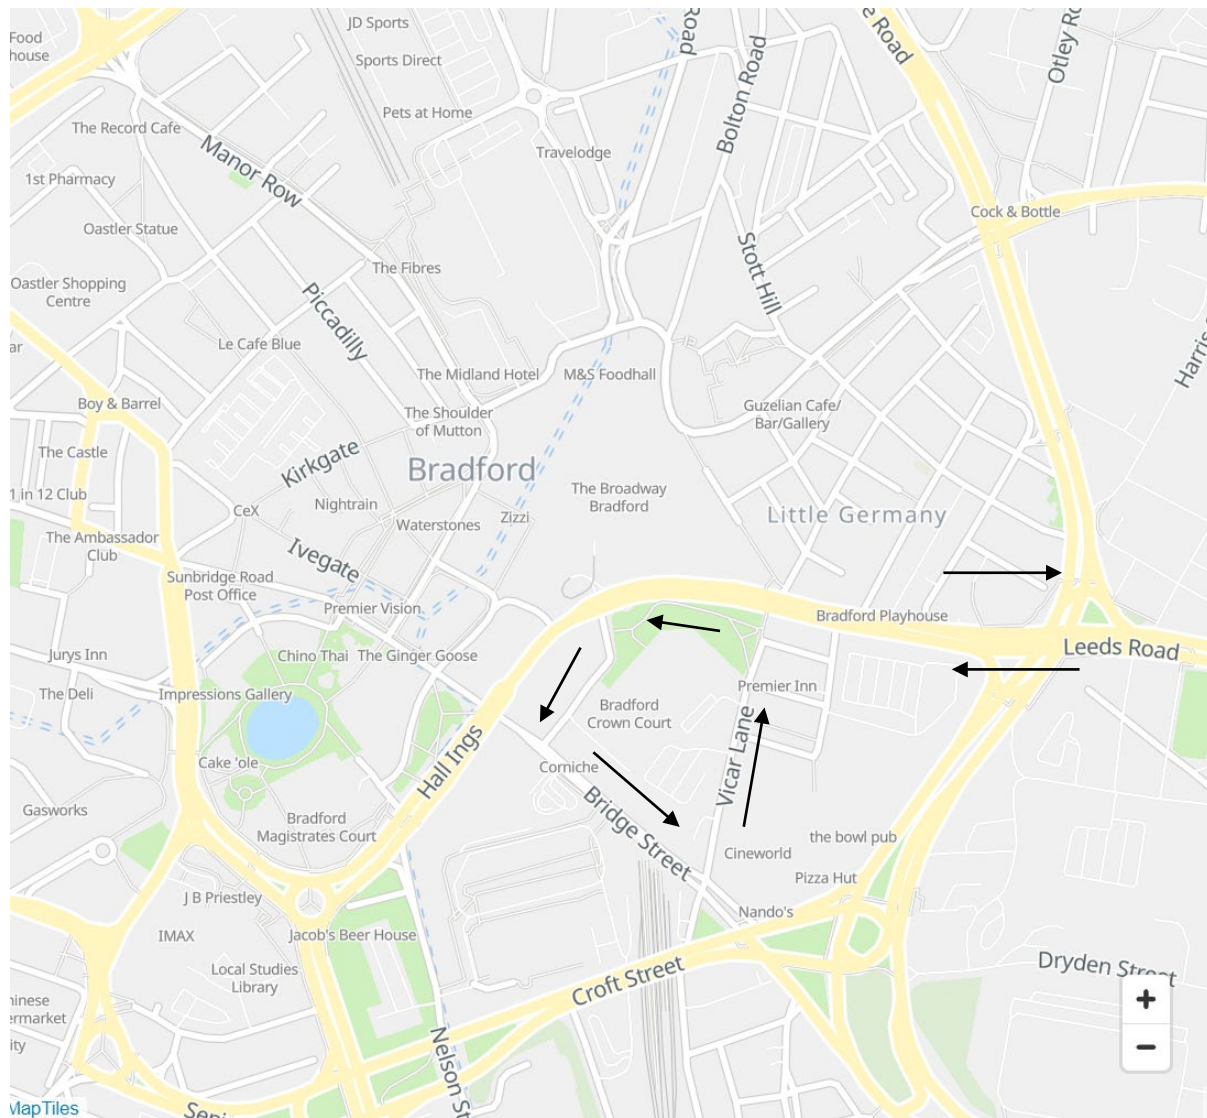 JD Sports
Road
e Road
Otley Ro
Food
house
Sports Direct
Bolton Road
Pets at Home
The Record Cafe
Manor Row
Travelodge
1st Pharmacy
Cock & Bottle
Oastler Statue
Stott Hill
The Fibres
Oastler Shopping
Centre
Piccadilly
Harris
ar
Le Cafe Blue
The Midland Hotel
M&S Foodhall
Boy & Barrel
The Shoulder
of Mutton
Guzelian Cafe/
Bar/Gallery
The Castle
Kirkgate
Bradford
1 in 12 Club
Nightrain
The Broadway
Bradford
CeX
Waterstones
Zizzi
Little Germany
The Ambassador
Club
Ivegate
Sunbridge Road
Post Office
Premier Vision
Bradford Playhouse
Jurys Inn
Chino Thai
The Ginger Goose
Leeds Road
The Deli
Impressions Gallery
Premier Inn
Bradford
Crown Court
Cake 'ole
Hall Ings
Corniche
Vicar Lane
Gasworks
Bradford
Magistrates Court
Bridge Street
the bowl pub
Cineworld
Pizza Hut
J B Priestley
Nando's
IMAX
Jacob's Beer House
Local Studies
Library
Croft Street
Dryden Street
hinese
ermarket
ity
+
Nelson St
−
MapTiles